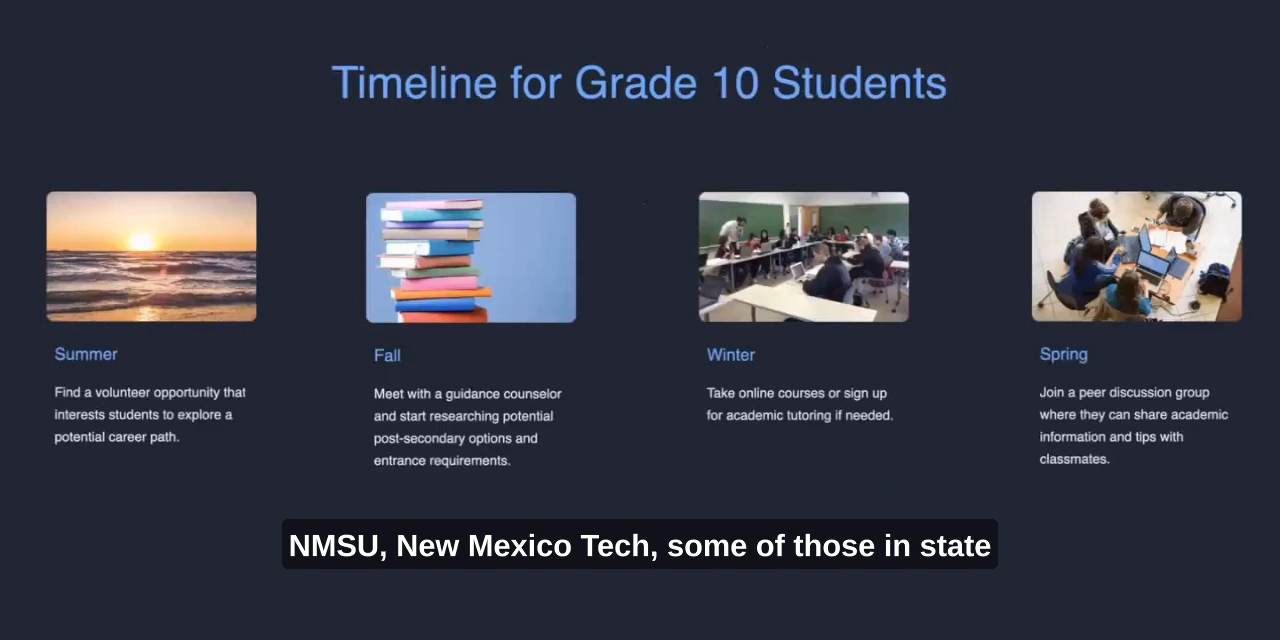 Timeline for Grade 10 Students
Summer
Find a volunteer opportunity that
interests students to explore a
potential career path.
Fall
Meet with a guidance counselor
and start researching potential
post-secondary options and
entrance requirements.
Winter
Take online courses or sign up
for academic tutoring if needed.
Spring
Join a peer discussion group
where they can share academic
information and tips with
classmates.
NMSU, New Mexico Tech, some of those in state